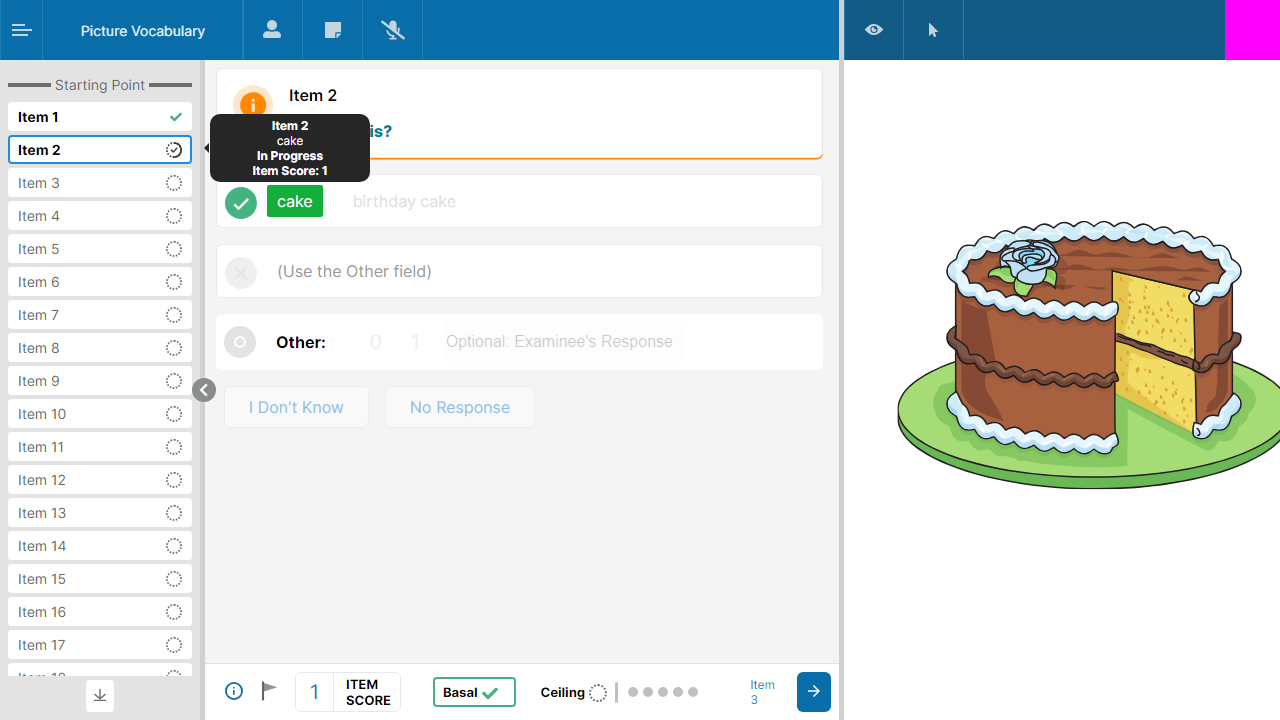 Picture Vocabulary
Starting Point
Item 1
Item 2
Item 3
Item 4
Item 5
Item 6
Item 7
Item 8
Item 9
Item 10
Item 11
Item 12
Item 13
Item 14
Item 15
Item 16
Item 17
Item 2
is?
Item 2
cake
In Progress
Item Score: 1
cake
birthday cake
(Use the Other field)
Other:
0
1
Optional: Examinee's Response
I Don't Know
No Response
1
ITEM
SCORE
Basal
Ceiling
Item
3